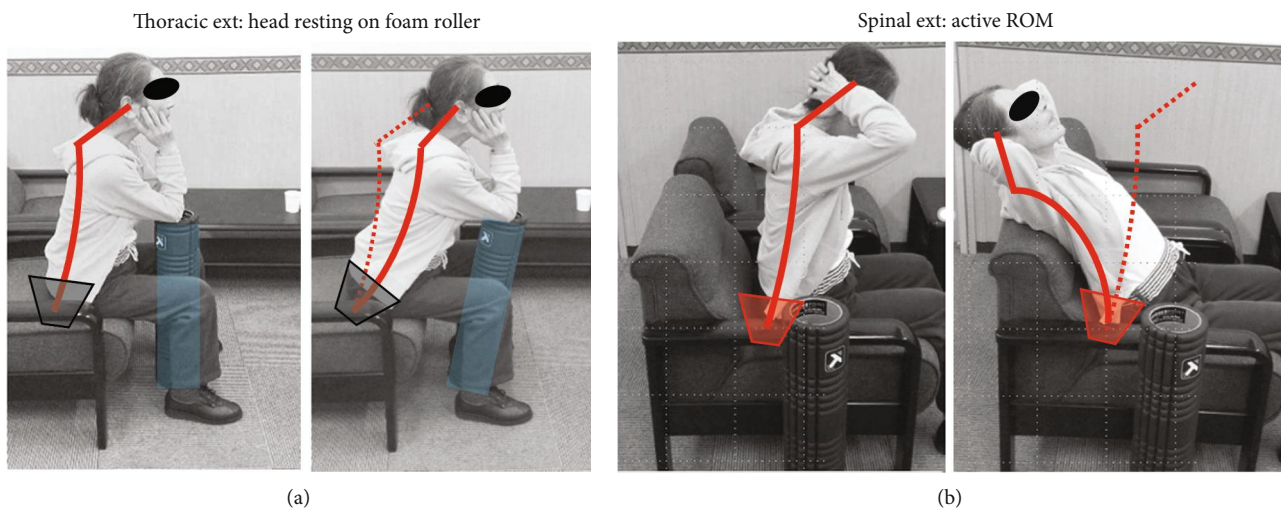 Thoracic ext: head resting on foam roller
Spinal ext: active ROM
(a)
(b)